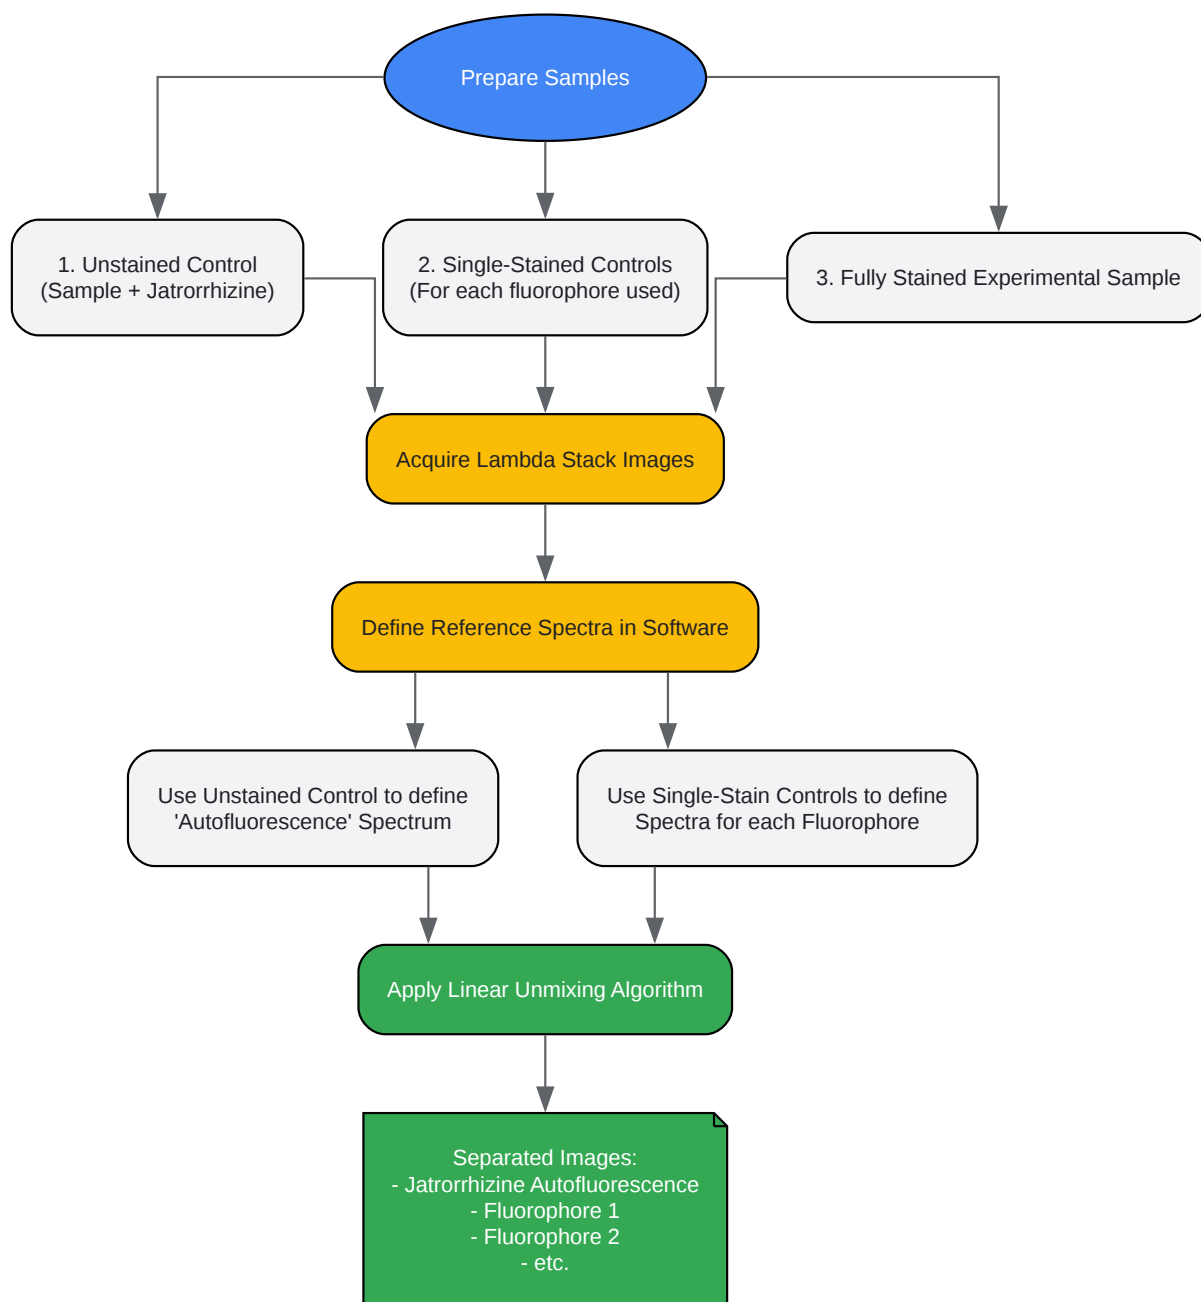 Prepare Samples
1. Unstained Control
(Sample + Jatrorrhizine)
2. Single-Stained Controls
(For each fluorophore used)
3. Fully Stained Experimental Sample
Acquire Lambda Stack Images
Define Reference Spectra in Software
Use Unstained Control to define
'Autofluorescence' Spectrum
Use Single-Stain Controls to define
Spectra for each Fluorophore
Apply Linear Unmixing Algorithm
Separated Images:
- Jatrorrhizine Autofluorescence
- Fluorophore 1
- Fluorophore 2
- etc.